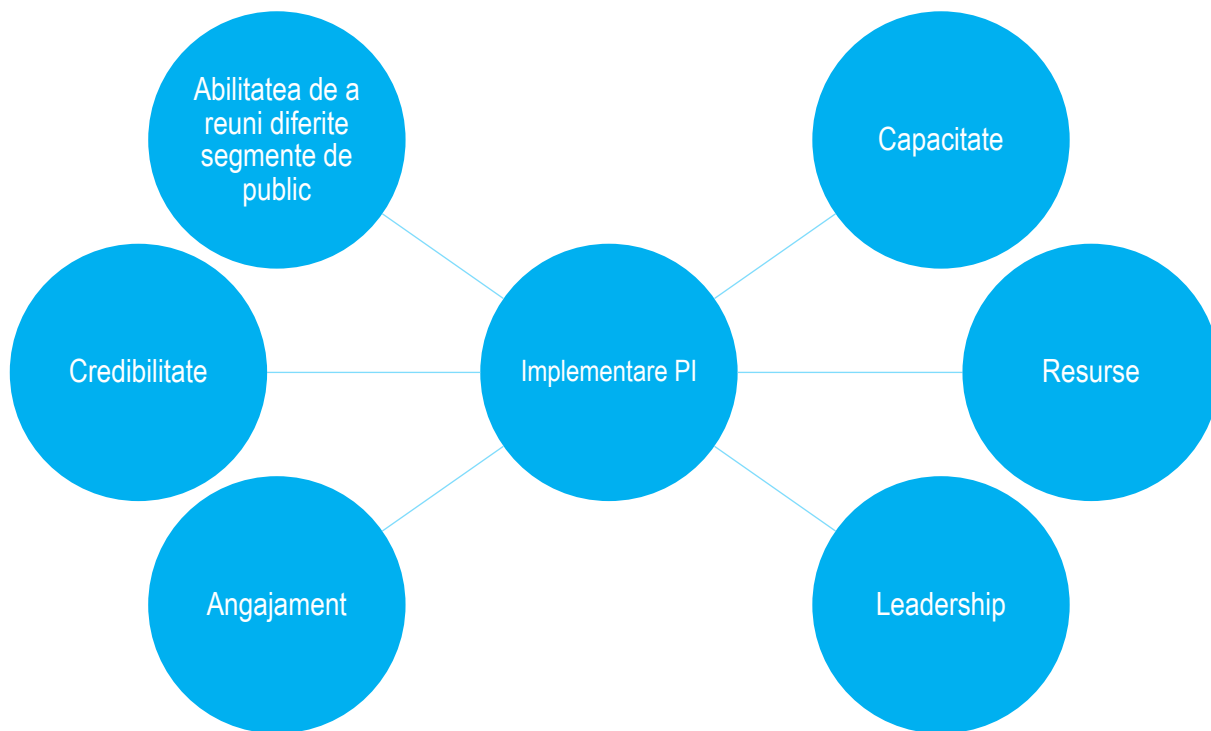 Abilitatea de a
reuni diferite
segmente de
public
Capacitate
Credibilitate
Implementare PI
Resurse
Angajament
Leadership